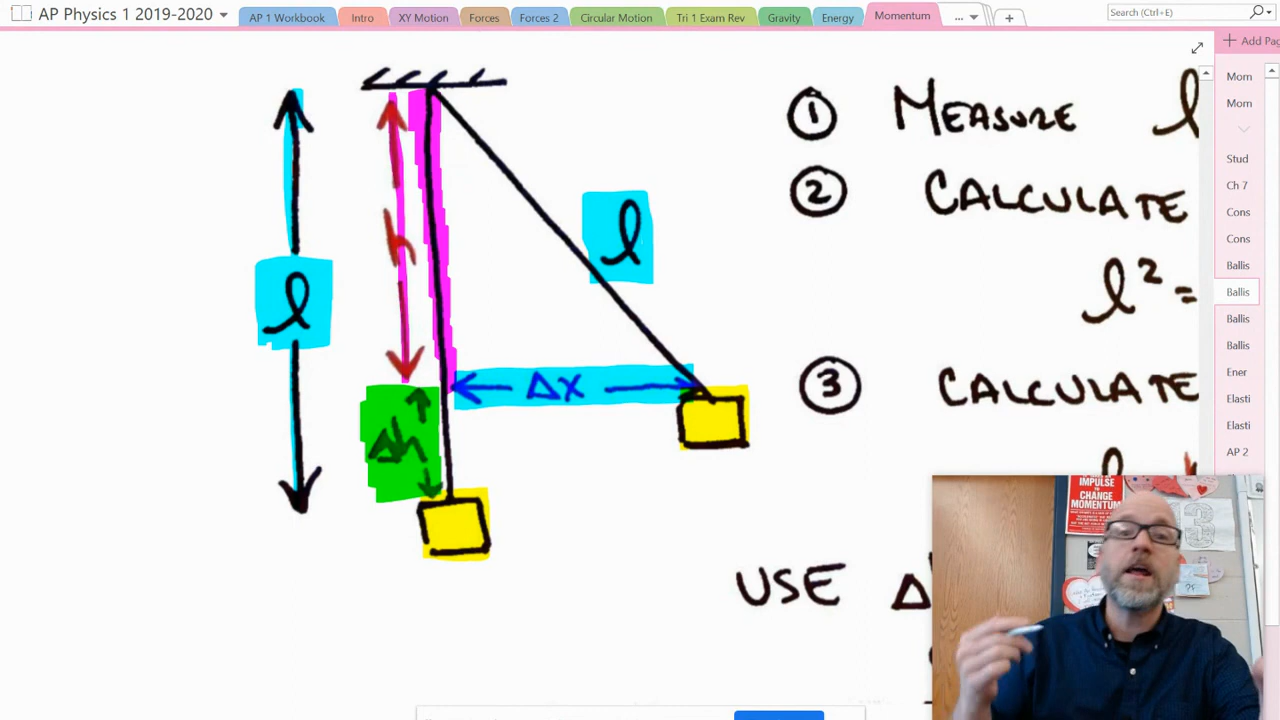 AP Physics 1 2019-2020
AP 1 Workbook
Intro
XY Motion
Forces
Forces 2
Circular Motion
Tri 1 Exam Rev
Gravity
Energy
Momentum
...
Search (Ctrl+E)
Add Pag
Mom
Mom
Stud
Ch 7
Cons
Cons
Ballis
Ballis
Ballis
Ballis
Ener
Elasti
Elasti
AP 2
h
l
l
Δx
Δh
① MEASURE l
② CALCULATE
l² =
③ CALCULATE
USE Δ
IMPULSE
TO
CHANGE
MOMENTUM